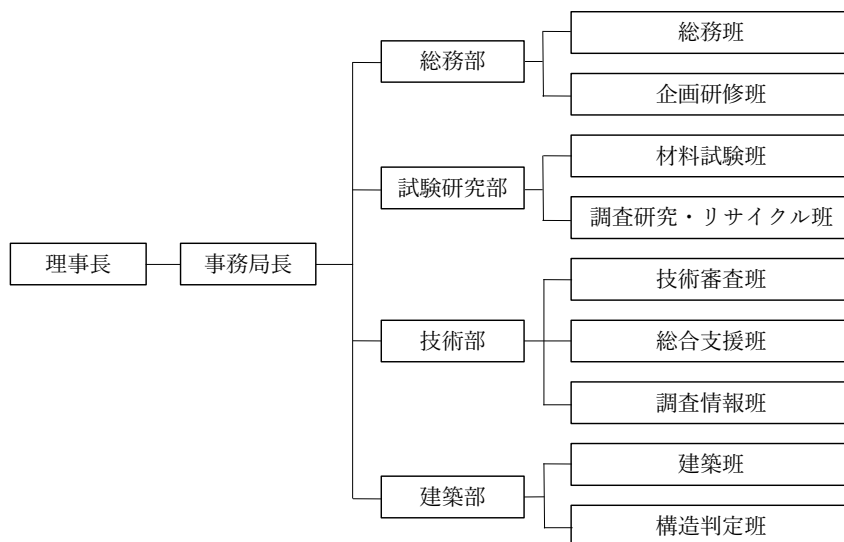 理事長
事務局長
総務部
総務班
企画研修班
試験研究部
材料試験班
調査研究・リサイクル班
技術部
技術審査班
総合支援班
調査情報班
建築部
建築班
構造判定班